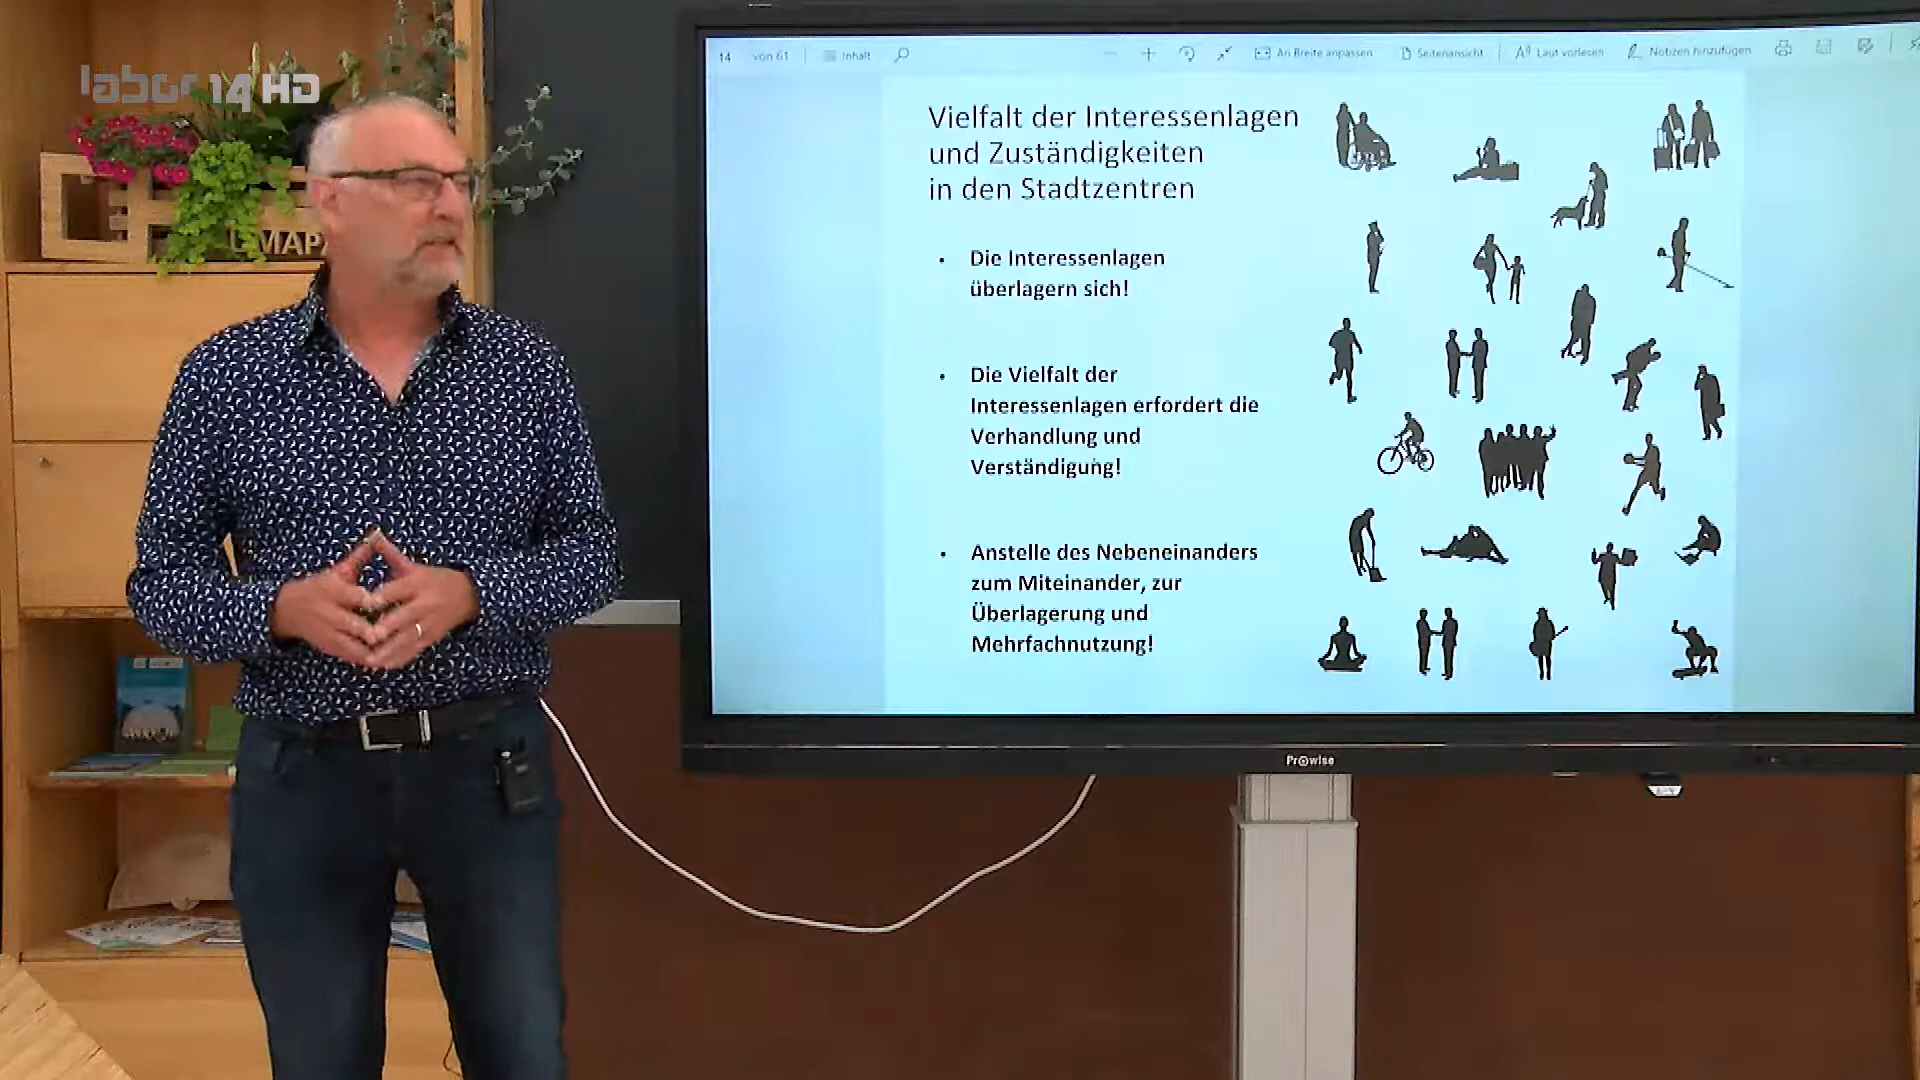 labor14 HD
14 von 61 Inhalt An Breite anpassen Seitenansicht Laut vorlesen Notizen hinzufügen
Vielfalt der Interessenlagen
und Zuständigkeiten
in den Stadtzentren
• Die Interessenlagen
überlagern sich!
• Die Vielfalt der
Interessenlagen erfordert die
Verhandlung und
Verständigung!
• Anstelle des Nebeneinanders
zum Miteinander, zur
Überlagerung und
Mehrfachnutzung!
Prowise